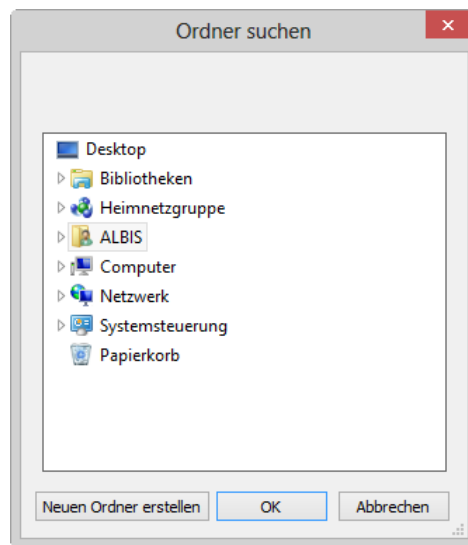 Ordner suchen
Desktop
Bibliotheken
Heimnetzgruppe
ALBIS
Computer
Netzwerk
Systemsteuerung
Papierkorb
Neuen Ordner erstellen OK Abbrechen